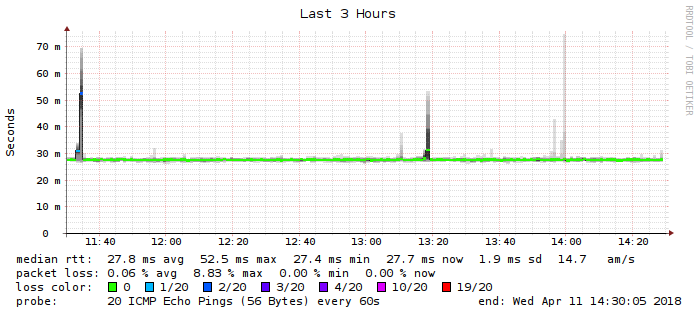 Last 3 Hours
RRDTOOL / TOBI OETIKER
Seconds
70 m
60 m
50 m
40 m
30 m
20 m
10 m
0
11:40 12:00 12:20 12:40 13:00 13:20 13:40 14:00 14:20
median rtt: 27.8 ms avg 52.5 ms max 27.4 ms min 27.7 ms now 1.9 ms sd 14.7 am/s
packet loss: 0.06 % avg 8.83 % max 0.00 % min 0.00 % now
loss color: 0 1/20 2/20 3/20 4/20 10/20 19/20
probe: 20 ICMP Echo Pings (56 Bytes) every 60s end: Wed Apr 11 14:30:05 2018